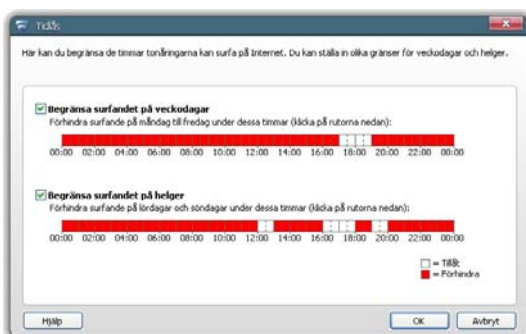 Tidlås
Här kan du begränsa de timmar tonåringarna kan surfa på Internet. Du kan ställa in olika gränser för veckodagar och helger.
Begränsa surfandet på veckodagar
Förhindra surfande på måndag till fredag under dessa timmar (klicka på rutorna nedan):
00:00 02:00 04:00 06:00 08:00 10:00 12:00 14:00 16:00 18:00 20:00 22:00 00:00
Begränsa surfandet på helger
Förhindra surfande på lördagar och söndagar under dessa timmar (klicka på rutorna nedan):
00:00 02:00 04:00 06:00 08:00 10:00 12:00 14:00 16:00 18:00 20:00 22:00 00:00
= Tillåt
= Förhindra
Hjälp OK Avbryt